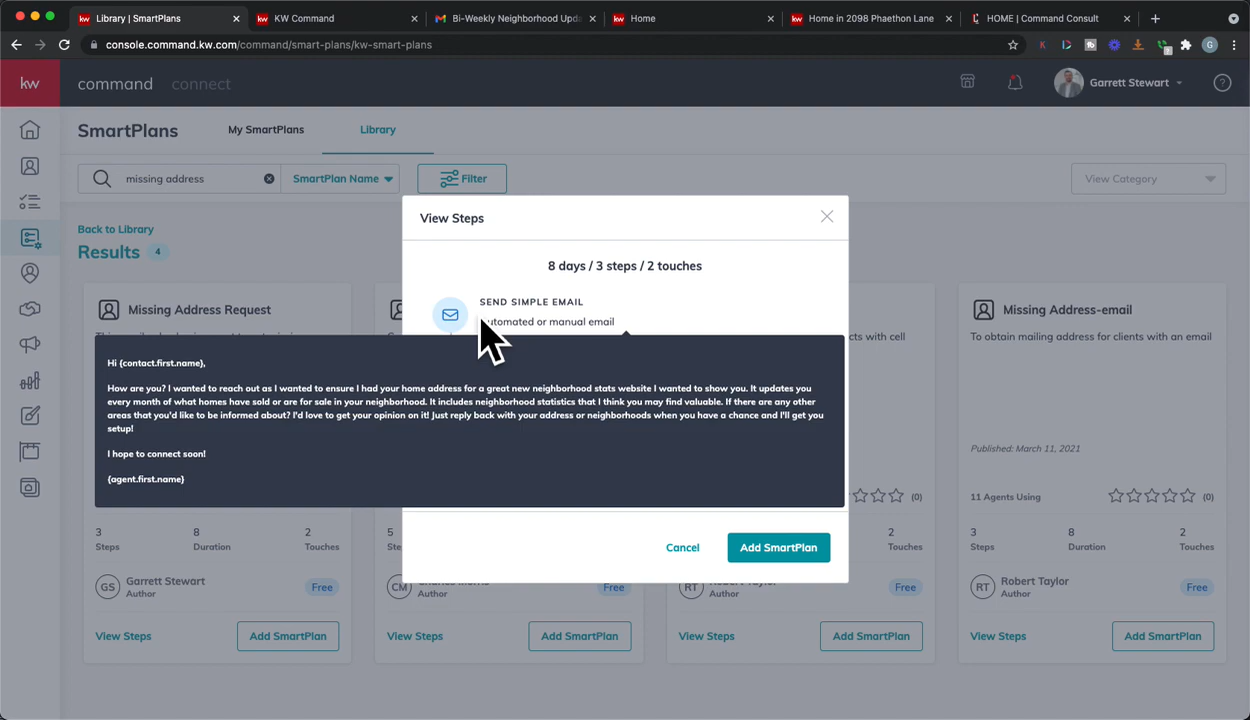 Library | SmartPlans
KW Command
Bi-Weekly Neighborhood Upda
Home
Home in 2098 Phaethon Lane
HOME | Command Consult
console.command.kw.com/command/smart-plans/kw-smart-plans
kw
command
connect
Garrett Stewart
SmartPlans
My SmartPlans
Library
missing address
SmartPlan Name
Filter
View Category
Back to Library
Results 4
View Steps
8 days / 3 steps / 2 touches
SEND SIMPLE EMAIL
utomated or manual email
Hi {contact.first.name},
How are you? I wanted to reach out as I wanted to ensure I had your home address for a great new neighborhood stats website I wanted to show you. It updates you
every month of what homes have sold or are for sale in your neighborhood. It includes neighborhood statistics that I think you may find valuable. If there are any other
areas that you'd like to be informed about? I'd love to get your opinion on it! Just reply back with your address or neighborhoods when you have a chance and I'll get you
setup!
I hope to connect soon!
{agent.first.name}
Cancel
Add SmartPlan
Missing Address Request
3
Steps
8
Duration
2
Touches
GS
Garrett Stewart
Author
Free
View Steps
Add SmartPlan
5
CM
Author
Free
View Steps
Add SmartPlan
cts with cell
(0)
2
Touches
RT
Author
Free
View Steps
Add SmartPlan
Missing Address-email
To obtain mailing address for clients with an email
Published: March 11, 2021
11 Agents Using
(0)
3
Steps
8
Duration
2
Touches
RT
Robert Taylor
Author
Free
View Steps
Add SmartPlan